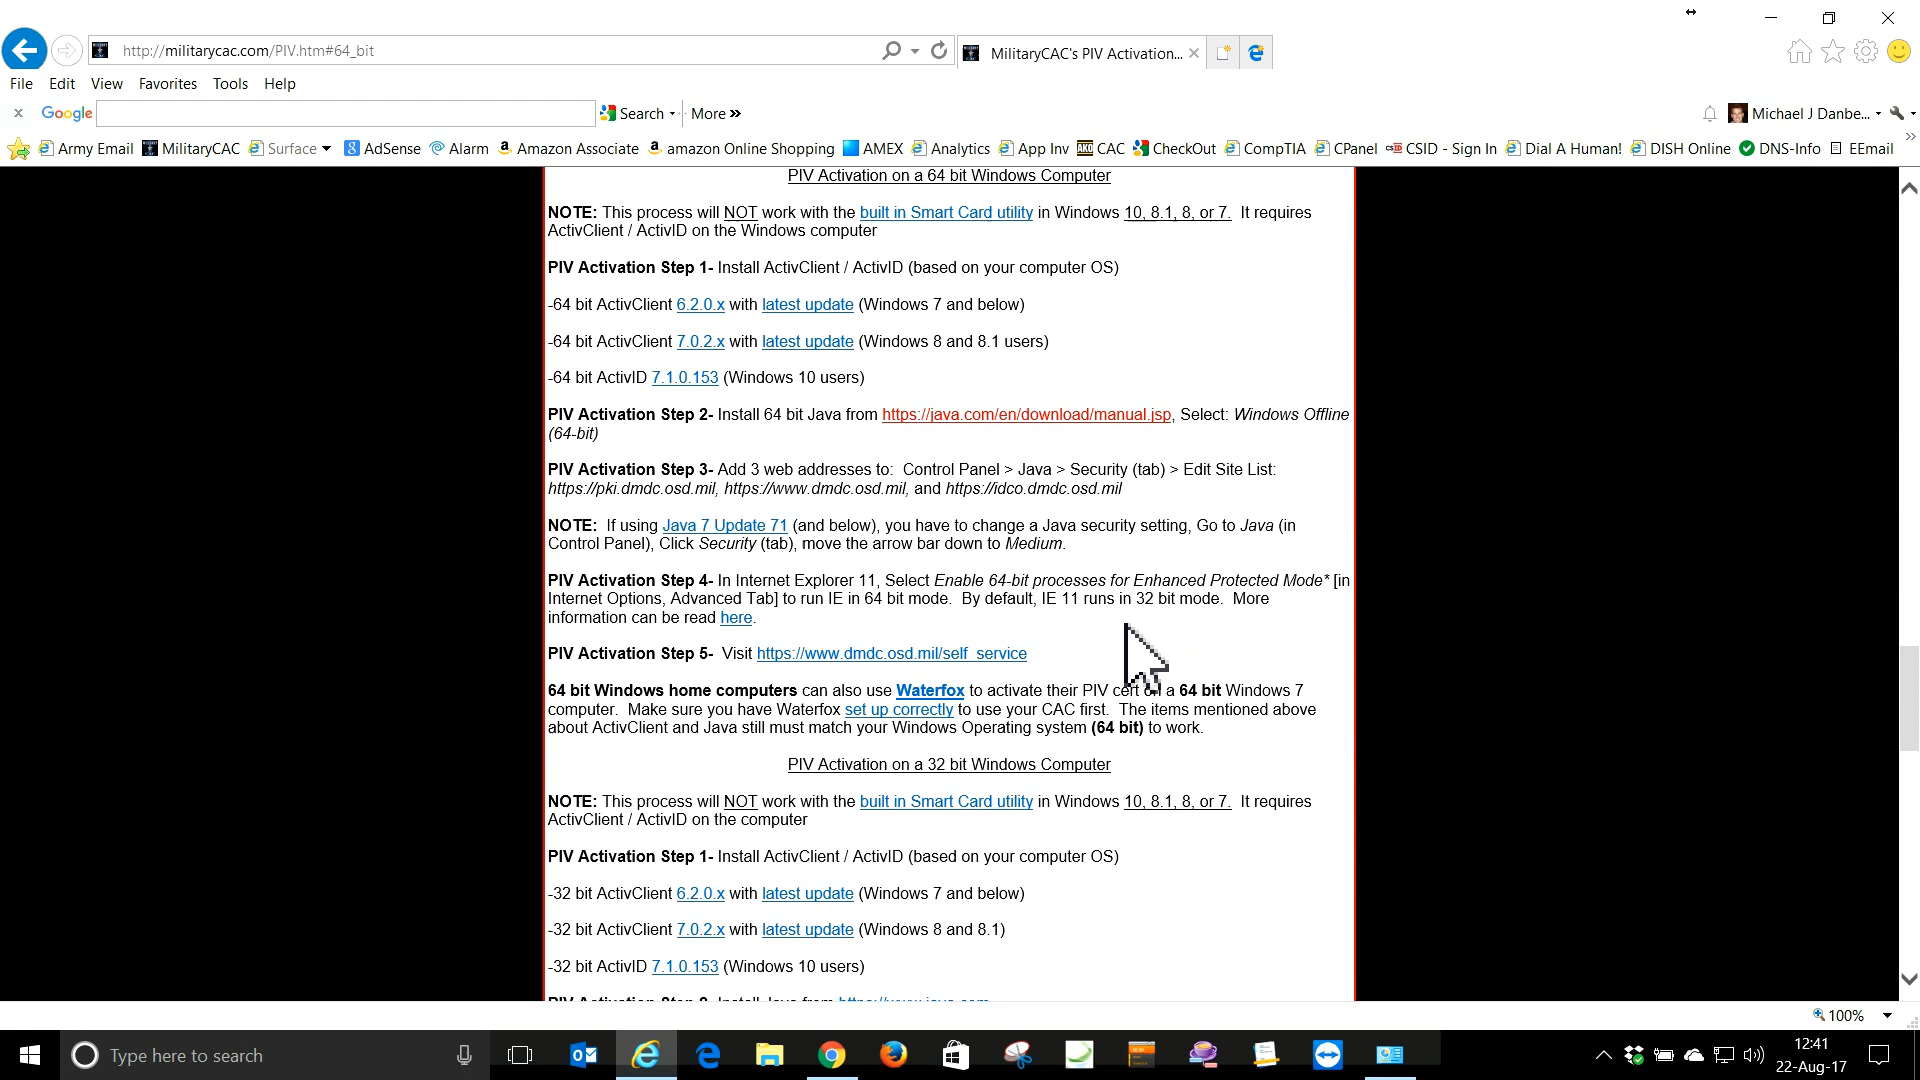 http://militarycac.com/PIV.htm#64_bit
MilitaryCAC's PIV Activation...
File Edit View Favorites Tools Help
x Google Search More »
Michael J Danbe...
Army Email MilitaryCAC Surface AdSense Alarm Amazon Associate amazon Online Shopping AMEX Analytics App Inv CAC CheckOut CompTIA CPanel CSID - Sign In Dial A Human! DISH Online DNS-Info EEmail »
PIV Activation on a 64 bit Windows Computer
NOTE: This process will NOT work with the built in Smart Card utility in Windows 10, 8.1, 8, or 7. It requires
ActivClient / ActivID on the Windows computer
PIV Activation Step 1- Install ActivClient / ActivID (based on your computer OS)
-64 bit ActivClient 6.2.0.x with latest update (Windows 7 and below)
-64 bit ActivClient 7.0.2.x with latest update (Windows 8 and 8.1 users)
-64 bit ActivID 7.1.0.153 (Windows 10 users)
PIV Activation Step 2- Install 64 bit Java from https://java.com/en/download/manual.jsp, Select: Windows Offline
(64-bit)
PIV Activation Step 3- Add 3 web addresses to: Control Panel > Java > Security (tab) > Edit Site List:
https://pki.dmdc.osd.mil, https://www.dmdc.osd.mil, and https://idco.dmdc.osd.mil
NOTE: If using Java 7 Update 71 (and below), you have to change a Java security setting, Go to Java (in
Control Panel), Click Security (tab), move the arrow bar down to Medium.
PIV Activation Step 4- In Internet Explorer 11, Select Enable 64-bit processes for Enhanced Protected Mode* [in
Internet Options, Advanced Tab] to run IE in 64 bit mode. By default, IE 11 runs in 32 bit mode. More
information can be read here.
PIV Activation Step 5- Visit https://www.dmdc.osd.mil/self_service
64 bit Windows home computers can also use Waterfox to activate their PIV cert on a 64 bit Windows 7
computer. Make sure you have Waterfox set up correctly to use your CAC first. The items mentioned above
about ActivClient and Java still must match your Windows Operating system (64 bit) to work.
PIV Activation on a 32 bit Windows Computer
NOTE: This process will NOT work with the built in Smart Card utility in Windows 10, 8.1, 8, or 7. It requires
ActivClient / ActivID on the computer
PIV Activation Step 1- Install ActivClient / ActivID (based on your computer OS)
-32 bit ActivClient 6.2.0.x with latest update (Windows 7 and below)
-32 bit ActivClient 7.0.2.x with latest update (Windows 8 and 8.1)
-32 bit ActivID 7.1.0.153 (Windows 10 users)
100%
Type here to search
12:41
22-Aug-17